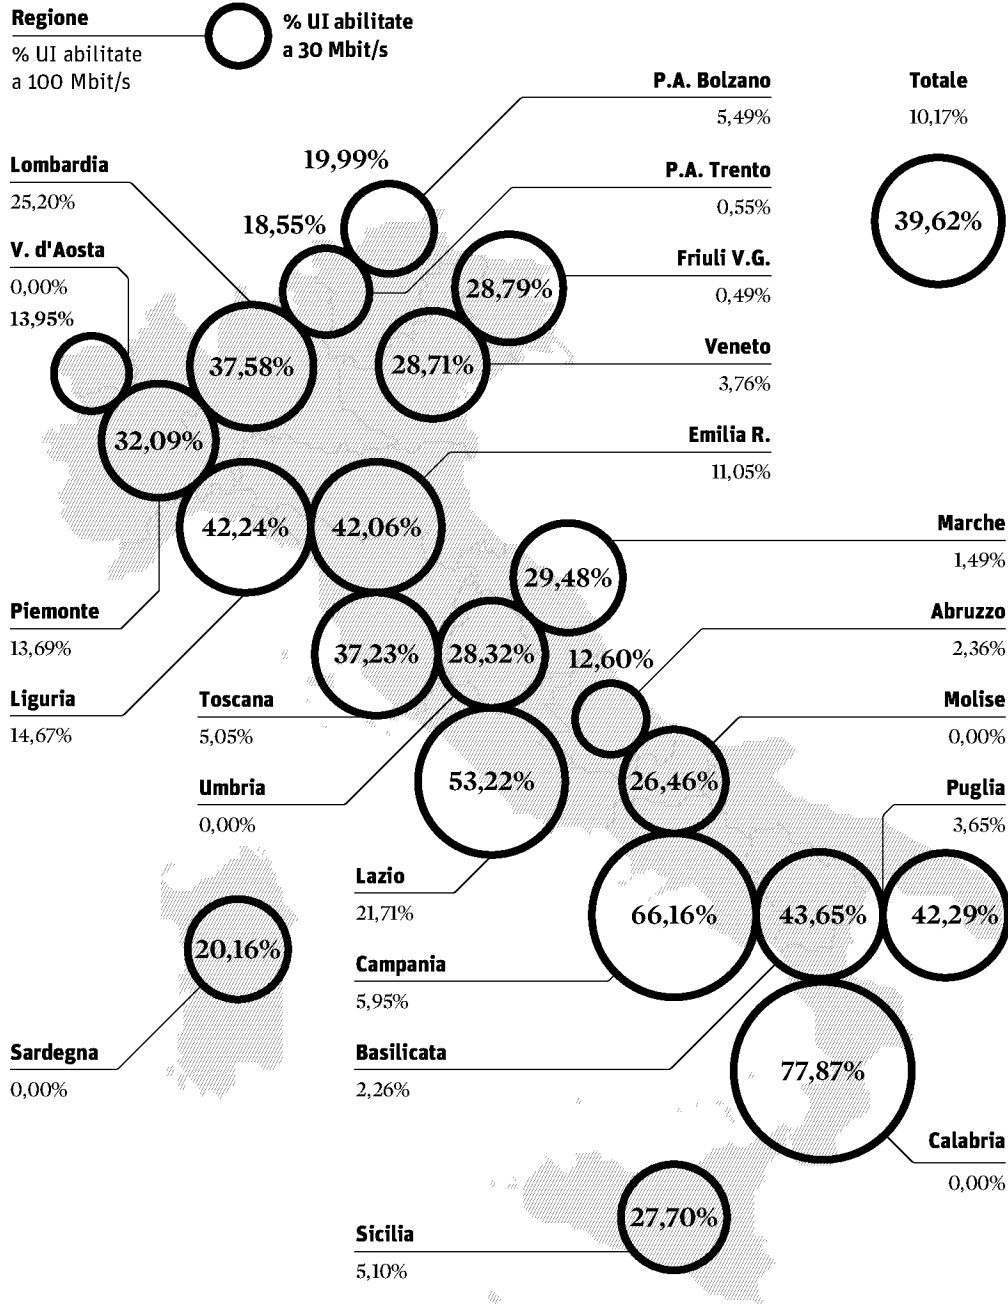 Regione
% UI abilitate
a 100 Mbit/s
% UI abilitate
a 30 Mbit/s
P.A. Bolzano
5,49%
19,99%
Totale
10,17%
39,62%
Lombardia
25,20%
37,58%
P.A. Trento
0,55%
18,55%
V. d'Aosta
0,00%
13,95%
Friuli V.G.
0,49%
28,79%
Veneto
3,76%
28,71%
32,09%
Emilia R.
11,05%
42,24%
42,06%
Marche
1,49%
29,48%
Piemonte
13,69%
Abruzzo
2,36%
12,60%
37,23%
28,32%
Liguria
14,67%
Toscana
5,05%
Molise
0,00%
26,46%
Umbria
0,00%
53,22%
Puglia
3,65%
Lazio
21,71%
66,16%
43,65%
42,29%
20,16%
Campania
5,95%
Sardegna
0,00%
Basilicata
2,26%
77,87%
Calabria
0,00%
27,70%
Sicilia
5,10%